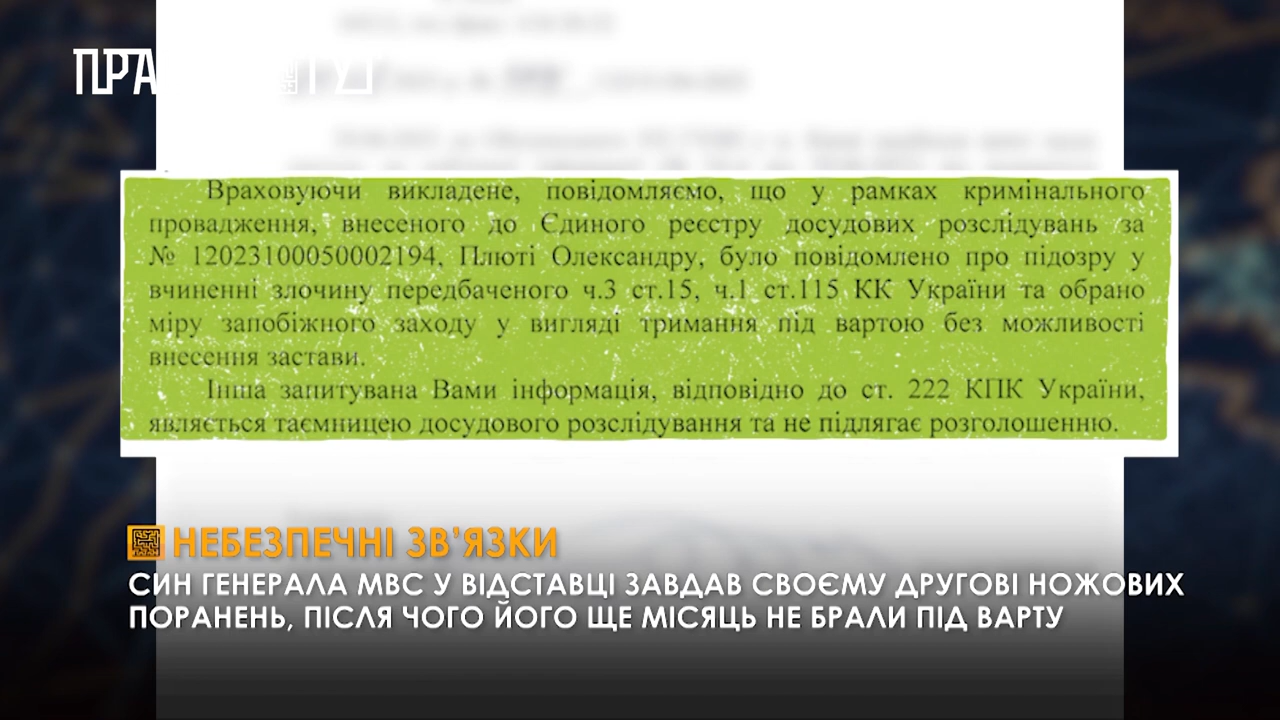 Враховуючи викладене, повідомляємо, що у рамках кримінального
провадження, внесеного до Єдиного реєстру досудових розслідувань за
№ 12023100050002194, Плюті Олександру, було повідомлено про підозру у
вчиненні злочину передбаченого ч.3 ст.15, ч.1 ст.115 КК України та обрано
міру запобіжного заходу у вигляді тримання під вартою без можливості
внесення застави.
Інша запитувана Вами інформація, відповідно до ст. 222 КПК України,
являється таємницею досудового розслідування та не підлягає розголошенню.
НЕБЕЗПЕЧНІ ЗВ’ЯЗКИ
СИН ГЕНЕРАЛА МВС У ВІДСТАВЦІ ЗАВДАВ СВОЄМУ ДРУГОВІ НОЖОВИХ
ПОРАНЕНЬ, ПІСЛЯ ЧОГО ЙОГО ЩЕ МІСЯЦЬ НЕ БРАЛИ ПІД ВАРТУ